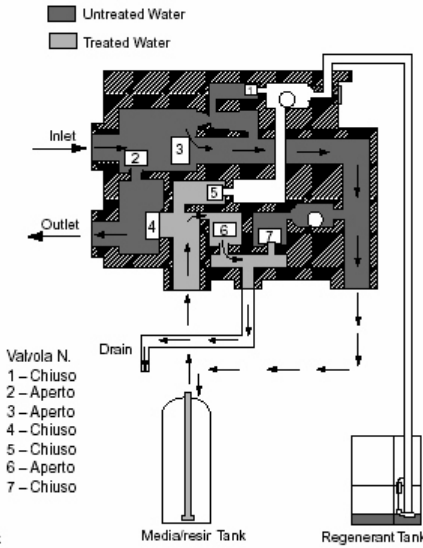 Untreated Water
Treated Water
Inlet
Outlet
1
2
3
4
5
6
7
Drain
Valvola N.
1 – Chiuso
2 – Aperto
3 – Aperto
4 – Chiuso
5 – Chiuso
6 – Aperto
7 – Chiuso
Media/resir Tank
Regenerant Tank